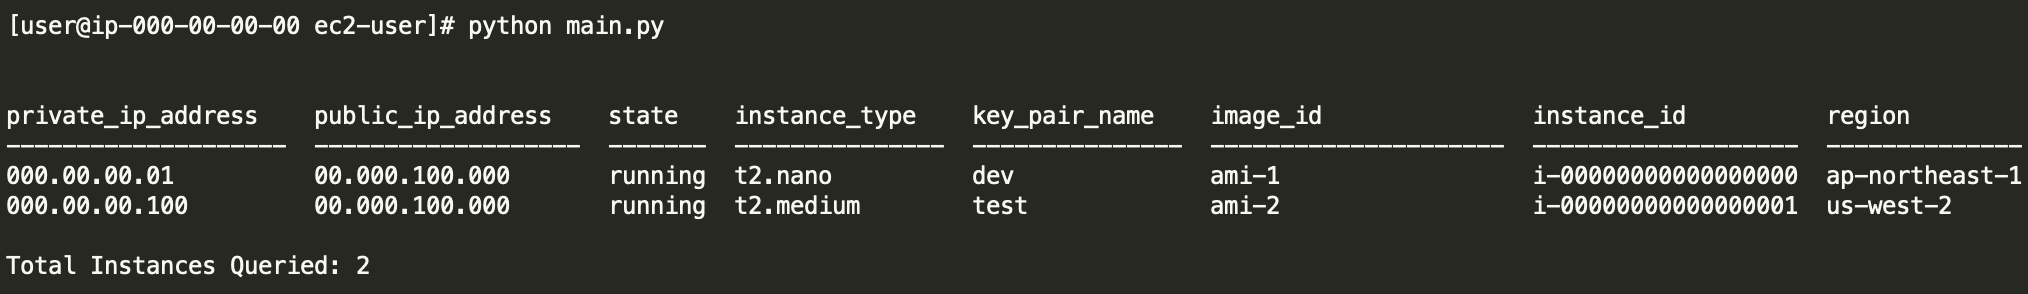 [user@ip-000-00-00-00 ec2-user]# python main.py
private_ip_address    public_ip_address    state    instance_type    key_pair_name    image_id               instance_id          region
--------------------  -------------------  -------  ---------------  ---------------  ---------------------  -------------------  --------------
000.00.00.01          00.000.100.000       running  t2.nano          dev              ami-1                  i-00000000000000000  ap-northeast-1
000.00.00.100         00.000.100.000       running  t2.medium        test             ami-2                  i-00000000000000001  us-west-2
Total Instances Queried: 2